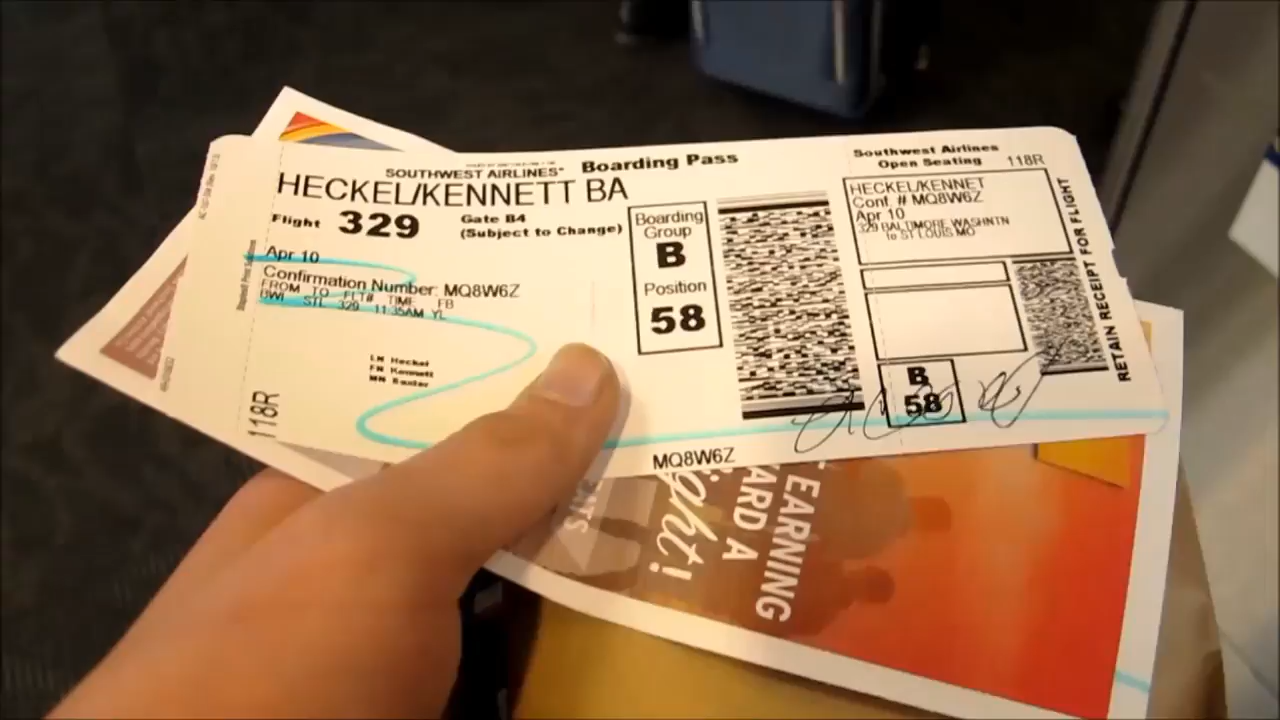 SOUTHWEST AIRLINES Boarding Pass
HECKEL/KENNETT BA
Flight 329
Gate B4
(Subject to Change)
Apr 10
Confirmation Number: MQ8W6Z
FROM TO FLT# TIME FB
BWI STL 329 11:35AM YL
LN Heckel
FN Kennett
MN Baxter
118R
Boarding
Group
B
Position
58
MQ8W6Z
Southwest Airlines
Open Seating 118R
HECKEL/KENNET
Conf. # MQ8W6Z
Apr 10
329 BALTIMORE WASHNTN
to ST LOUIS MO
B
58
RETAIN RECEIPT FOR FLIGHT
EARNING
ARD A
ght!